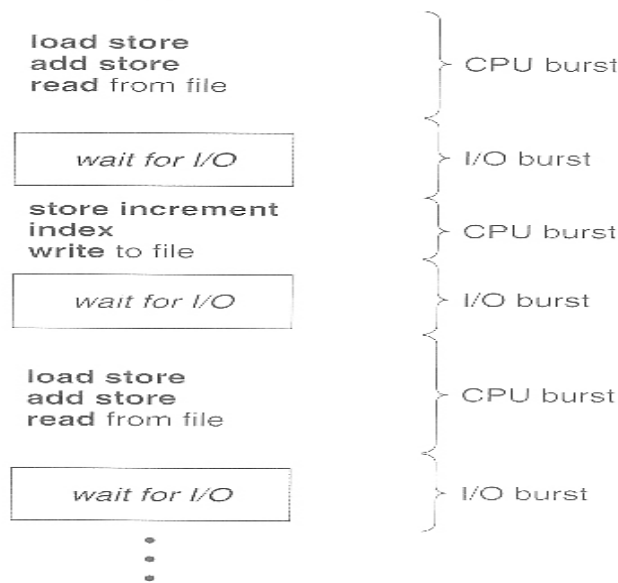 load store
add store
read from file
CPU burst
wait for I/O
I/O burst
store increment
index
write to file
CPU burst
wait for I/O
I/O burst
load store
add store
read from file
CPU burst
wait for I/O
I/O burst